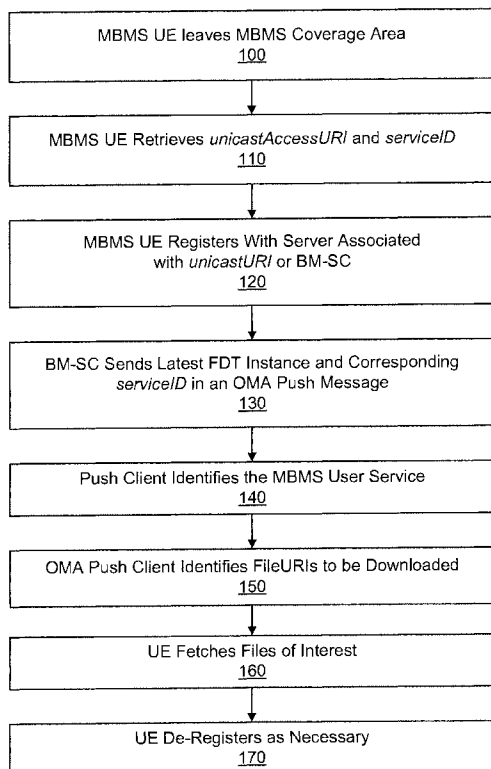 MBMS UE leaves MBMS Coverage Area
100
MBMS UE Retrieves unicastAccessURI and serviceID
110
MBMS UE Registers With Server Associated
with unicastURI or BM-SC
120
BM-SC Sends Latest FDT Instance and Corresponding
serviceID in an OMA Push Message
130
Push Client Identifies the MBMS User Service
140
OMA Push Client Identifies FileURIs to be Downloaded
150
UE Fetches Files of Interest
160
UE De-Registers as Necessary
170